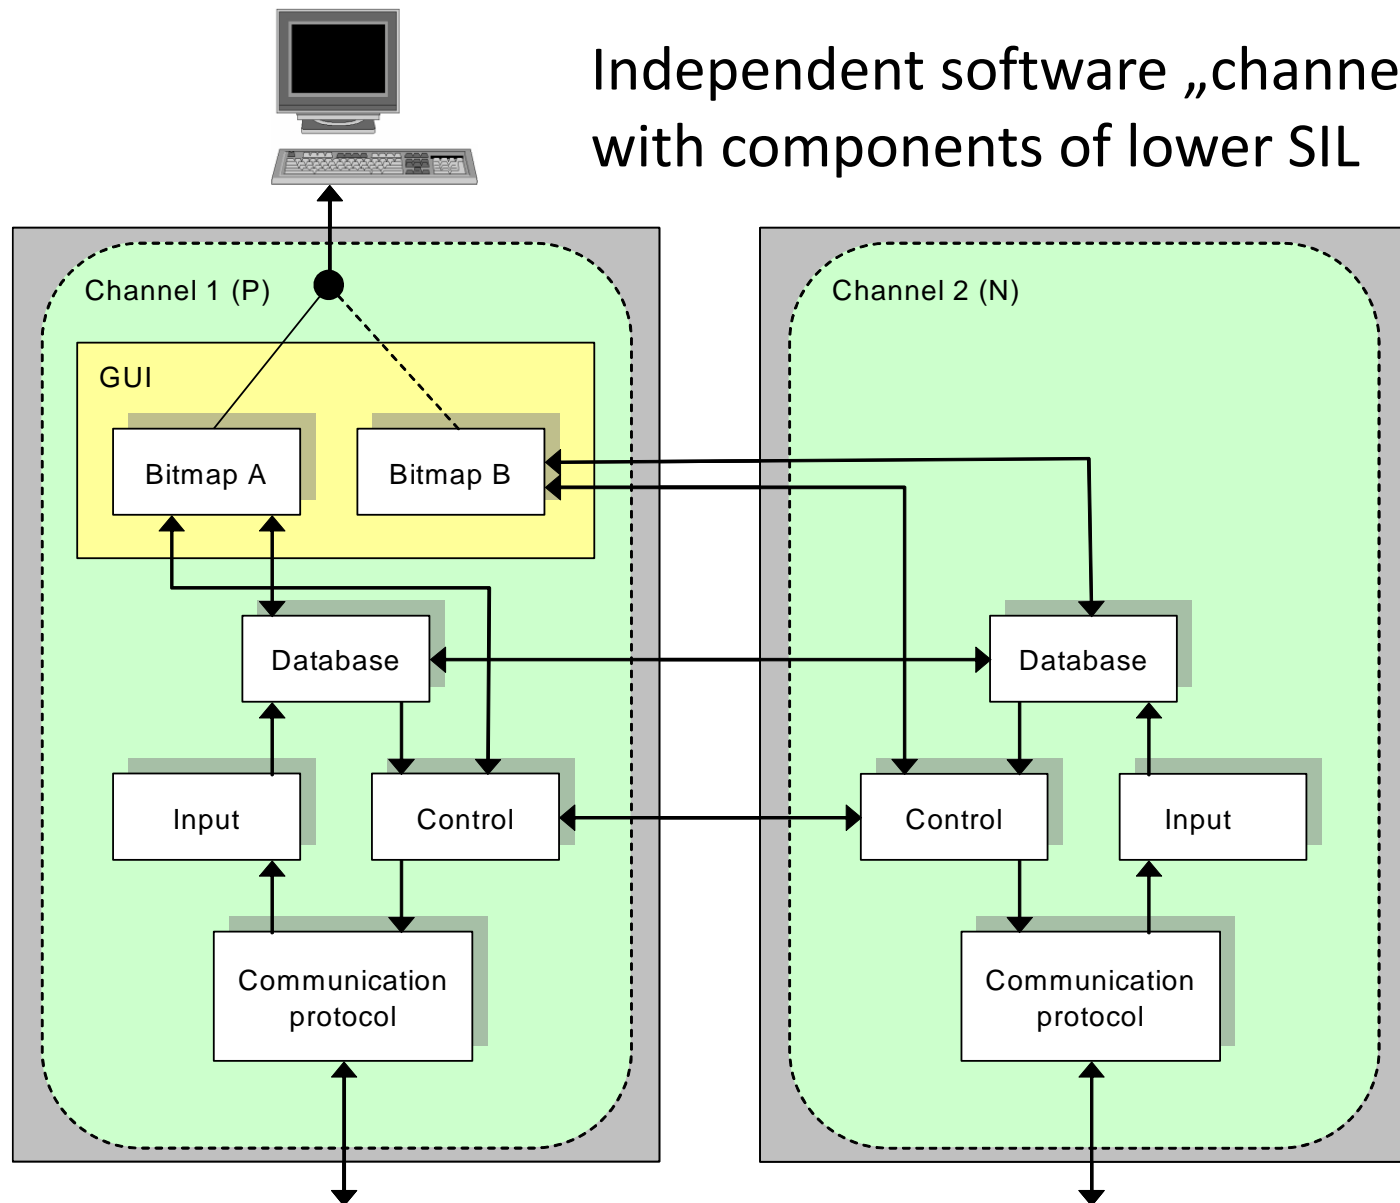 Independent software „channe
with components of lower SIL
Channel 1 (P)
GUI
Bitmap A
Bitmap B
Database
Input
Control
Communication
protocol
Channel 2 (N)
Database
Control
Input
Communication
protocol